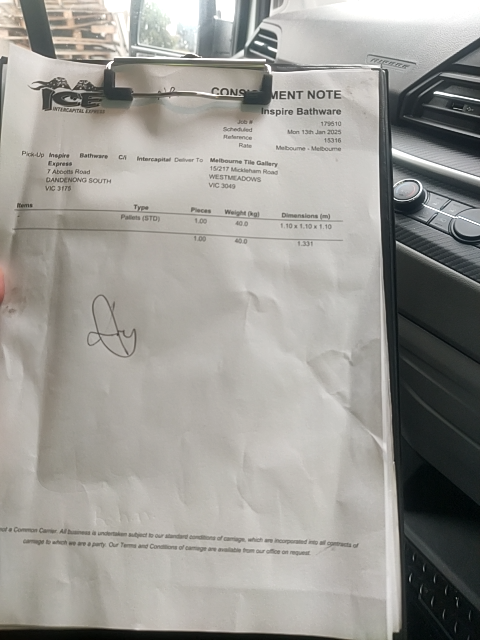 ICE
INTERCAPITAL EXPRESS
CONS MENT NOTE
Inspire Bathware
Job # 179510
Scheduled Mon 13th Jan 2025
Reference 15316
Rate Melbourne - Melbourne
Pick-Up Inspire Bathware C/I Intercapital Express
7 Abbotts Road
DANDENONG SOUTH
VIC 3175
Deliver To Melbourne Tile Gallery
15/217 Mickleham Road
WESTMEADOWS
VIC 3049
Items Type Pieces Weight (kg) Dimensions (m)
Pallets (STD) 1.00 40.0 1.10 x 1.10 x 1.10
1.00 40.0 1.331
not a Common Carrier. All business is undertaken subject to our standard conditions of carriage, which are incorporated into all contracts of
carriage to which we are a party. Our Terms and Conditions of carriage are available from our office on request